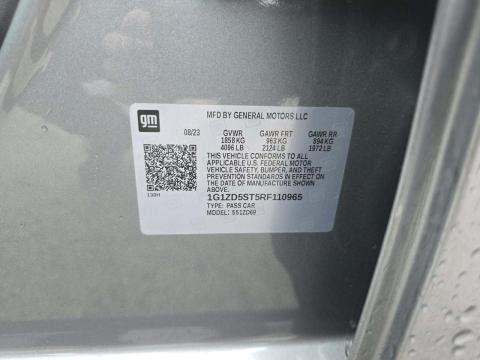 gm
MFD BY GENERAL MOTORS LLC
08/23 GVWR GAWR FRT GAWR RR
1858 KG 963 KG 894 KG
4096 LB 2124 LB 1972 LB
THIS VEHICLE CONFORMS TO ALL
APPLICABLE U.S. FEDERAL MOTOR
VEHICLE SAFETY, BUMPER, AND THEFT
PREVENTION STANDARDS IN EFFECT ON
THE DATE OF MANUFACTURE SHOWN
ABOVE.
1G1ZD5ST5RF110965
TYPE: PASS CAR
MODEL: